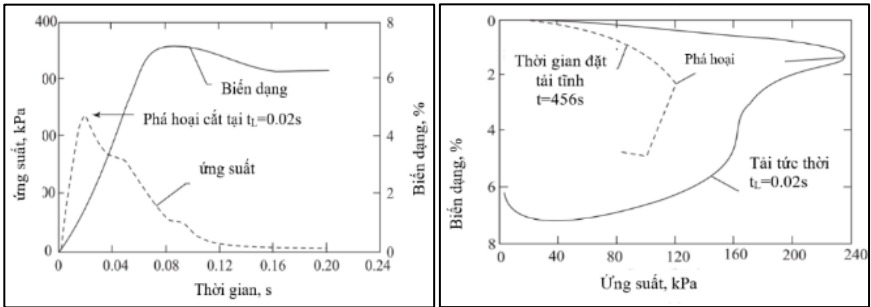 400
00
00
00
0
ứng suất, kPa
8
6
4
2
0
Biến dạng, %
Biến dạng
Phá hoại cắt tại tL=0.02s
ứng suất
0
0.04
0.08
0.12
0.16
0.20
0.24
Thời gian, s
0
2
4
6
8
Biến dạng, %
Thời gian đặt
tải tĩnh
t=456s
Phá hoại
Tải tức thời
tL=0.02s
0
40
80
120
160
200
240
Ứng suất, kPa